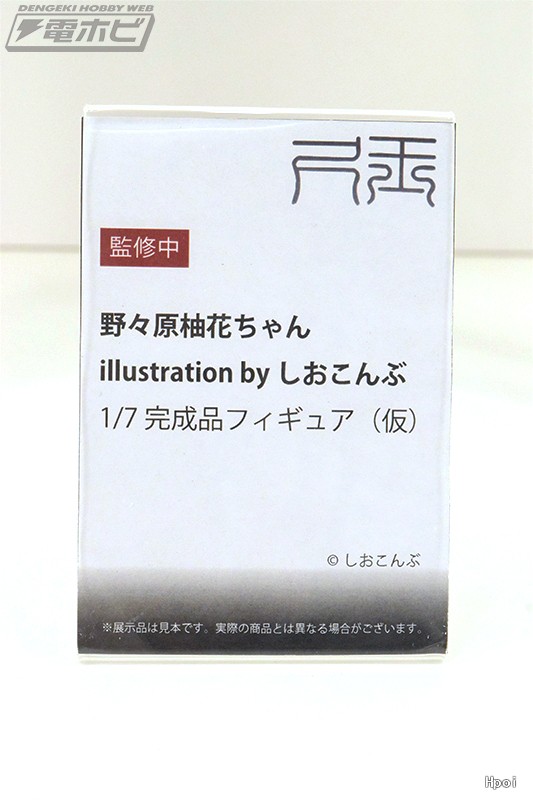 DENGEKI HOBBY WEB
電ホビ
監修中
野々原柚花ちゃん
illustration by しおこんぶ
1/7 完成品フィギュア（仮）
© しおこんぶ
※展示品は見本です。実際の商品とは異なる場合がございます。
Hpoi